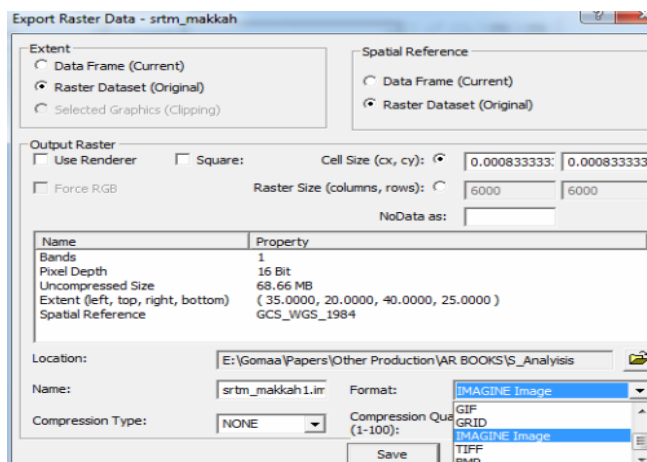 Export Raster Data - srtm_makkah
Extent
Data Frame (Current)
Raster Dataset (Original)
Selected Graphics (Clipping)
Spatial Reference
Data Frame (Current)
Raster Dataset (Original)
Output Raster
Use Renderer Square: Cell Size (cx, cy): 0.000833333 0.000833333
Force RGB Raster Size (columns, rows): 6000 6000
NoData as:
Name Property
Bands 1
Pixel Depth 16 Bit
Uncompressed Size 68.66 MB
Extent (left, top, right, bottom) ( 35.0000, 20.0000, 40.0000, 25.0000 )
Spatial Reference GCS_WGS_1984
Location: E:\Gomaa\Papers\Other Production\AR BOOKS\S_Analyisis
Name: srtm_makkah1.im Format: IMAGINE Image
GIF
GRID
IMAGINE Image
TIFF
BMP
Compression Type: NONE Compression Qua
(1-100):
Save